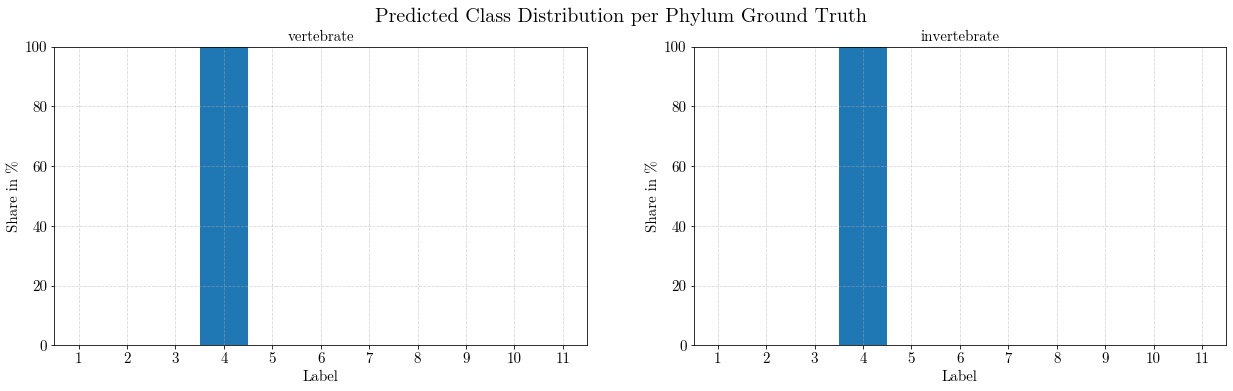 Predicted Class Distribution per Phylum Ground Truth
vertebrate
100
80
60
40
20
0
Share in %
1 2 3 4 5 6 7 8 9 10 11
Label
invertebrate
100
80
60
40
20
0
Share in %
1 2 3 4 5 6 7 8 9 10 11
Label